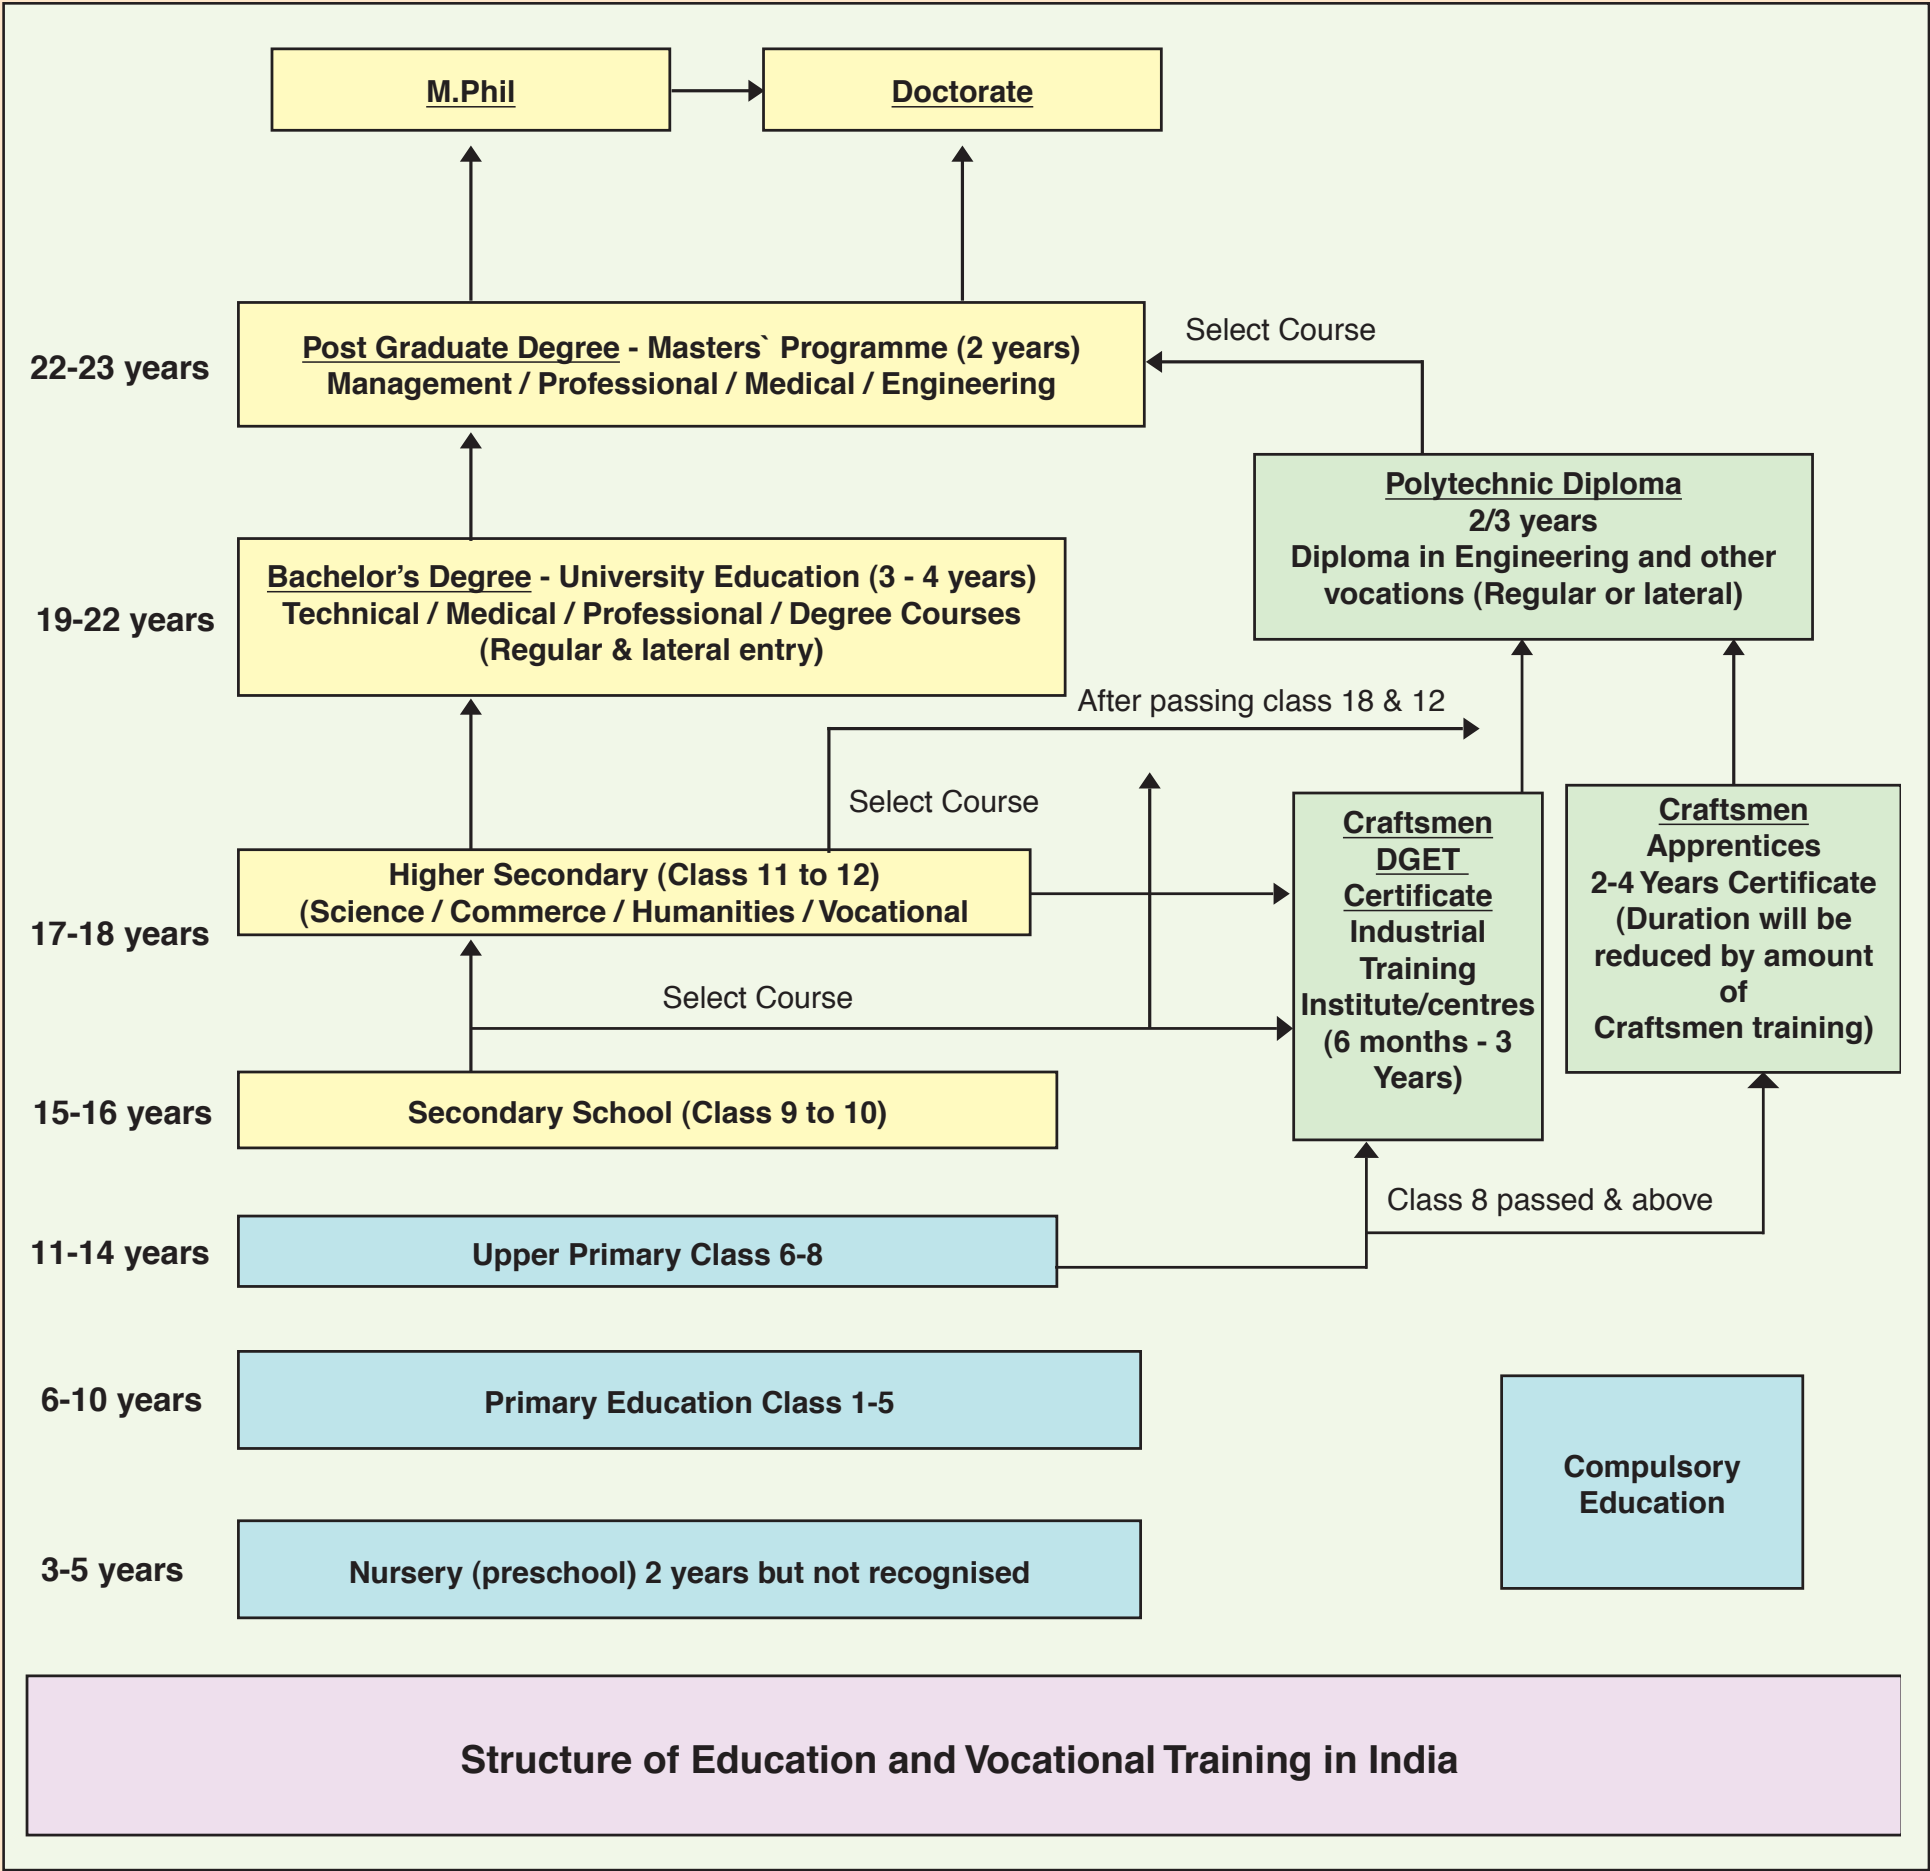 M.Phil
Doctorate
22-23 years
Post Graduate Degree - Masters` Programme (2 years)
Management / Professional / Medical / Engineering
Select Course
Polytechnic Diploma
2/3 years
Diploma in Engineering and other
vocations (Regular or lateral)
19-22 years
Bachelor’s Degree - University Education (3 - 4 years)
Technical / Medical / Professional / Degree Courses
(Regular & lateral entry)
After passing class 18 & 12
Select Course
17-18 years
Higher Secondary (Class 11 to 12)
(Science / Commerce / Humanities / Vocational
Craftsmen
DGET
Certificate
Industrial
Training
Institute/centres
(6 months - 3
Years)
Craftsmen
Apprentices
2-4 Years Certificate
(Duration will be
reduced by amount
of
Craftsmen training)
Select Course
15-16 years
Secondary School (Class 9 to 10)
Class 8 passed & above
11-14 years
Upper Primary Class 6-8
6-10 years
Primary Education Class 1-5
Compulsory
Education
3-5 years
Nursery (preschool) 2 years but not recognised
Structure of Education and Vocational Training in India